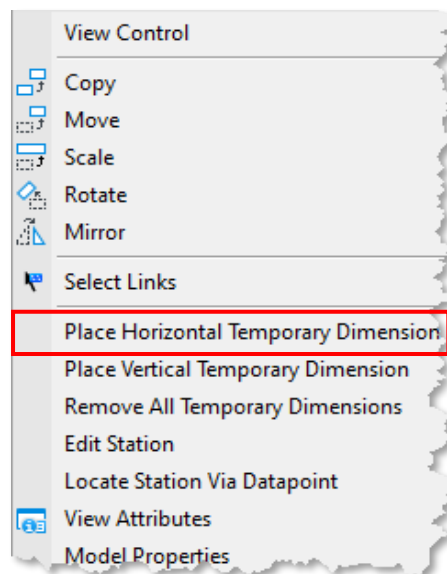 View Control
Copy
Move
Scale
Rotate
Mirror
Select Links
Place Horizontal Temporary Dimension
Place Vertical Temporary Dimension
Remove All Temporary Dimensions
Edit Station
Locate Station Via Datapoint
View Attributes
Model Properties